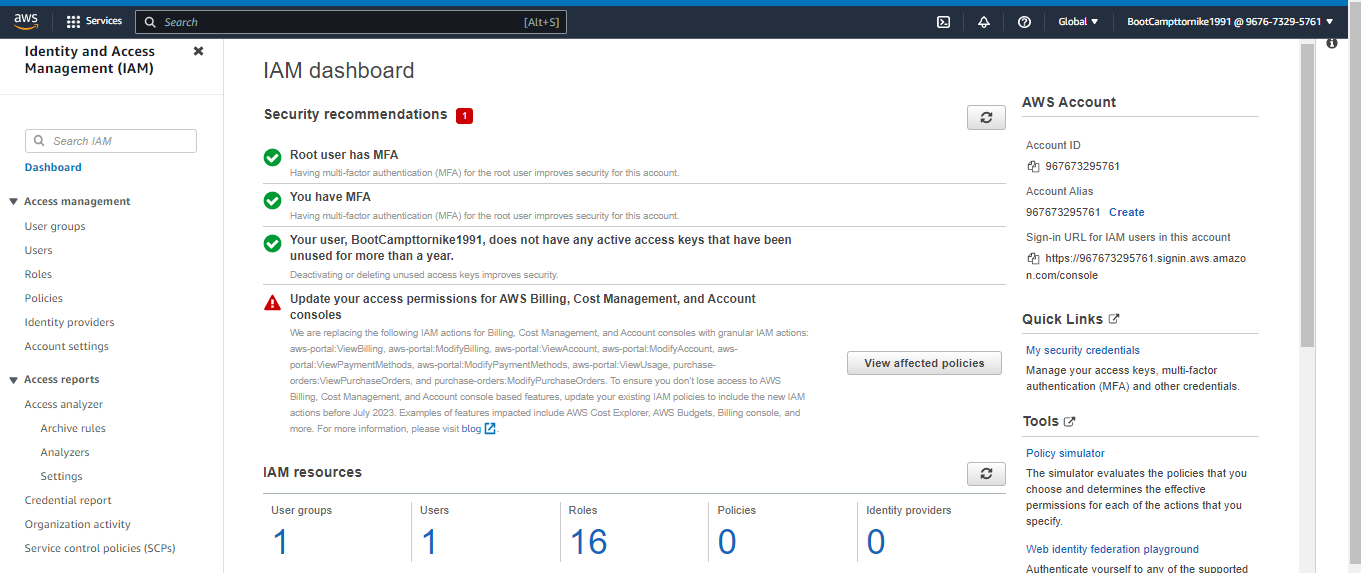 aws
Services
Search
[Alt+S]
Global
BootCampttornike1991 @ 9676-7329-5761
Identity and Access
Management (IAM)
Search IAM
Dashboard
Access management
User groups
Users
Roles
Policies
Identity providers
Account settings
Access reports
Access analyzer
Archive rules
Analyzers
Settings
Credential report
Organization activity
Service control policies (SCPs)
IAM dashboard
Security recommendations 1
Root user has MFA
Having multi-factor authentication (MFA) for the root user improves security for this account.
You have MFA
Having multi-factor authentication (MFA) for the root user improves security for this account.
Your user, BootCampttornike1991, does not have any active access keys that have been
unused for more than a year.
Deactivating or deleting unused access keys improves security.
Update your access permissions for AWS Billing, Cost Management, and Account
consoles
We are replacing the following IAM actions for Billing, Cost Management, and Account consoles with granular IAM actions:
aws-portal:ViewBilling, aws-portal:ModifyBilling, aws-portal:ViewAccount, aws-portal:ModifyAccount, aws-
portal:ViewPaymentMethods, aws-portal:ModifyPaymentMethods, aws-portal:ViewUsage, purchase-
orders:ViewPurchaseOrders, and purchase-orders:ModifyPurchaseOrders. To ensure you don't lose access to AWS
Billing, Cost Management, and Account console based features, update your existing IAM policies to include the new IAM
actions before July 2023. Examples of features impacted include AWS Cost Explorer, AWS Budgets, Billing console, and
more. For more information, please visit blog .
View affected policies
IAM resources
User groups
1
Users
1
Roles
16
Policies
0
Identity providers
0
AWS Account
Account ID
967673295761
Account Alias
967673295761 Create
Sign-in URL for IAM users in this account
https://967673295761.signin.aws.amazo
n.com/console
Quick Links
My security credentials
Manage your access keys, multi-factor
authentication (MFA) and other credentials.
Tools
Policy simulator
The simulator evaluates the policies that you
choose and determines the effective
permissions for each of the actions that you
specify.
Web identity federation playground
Authenticate yourself to any of the supported